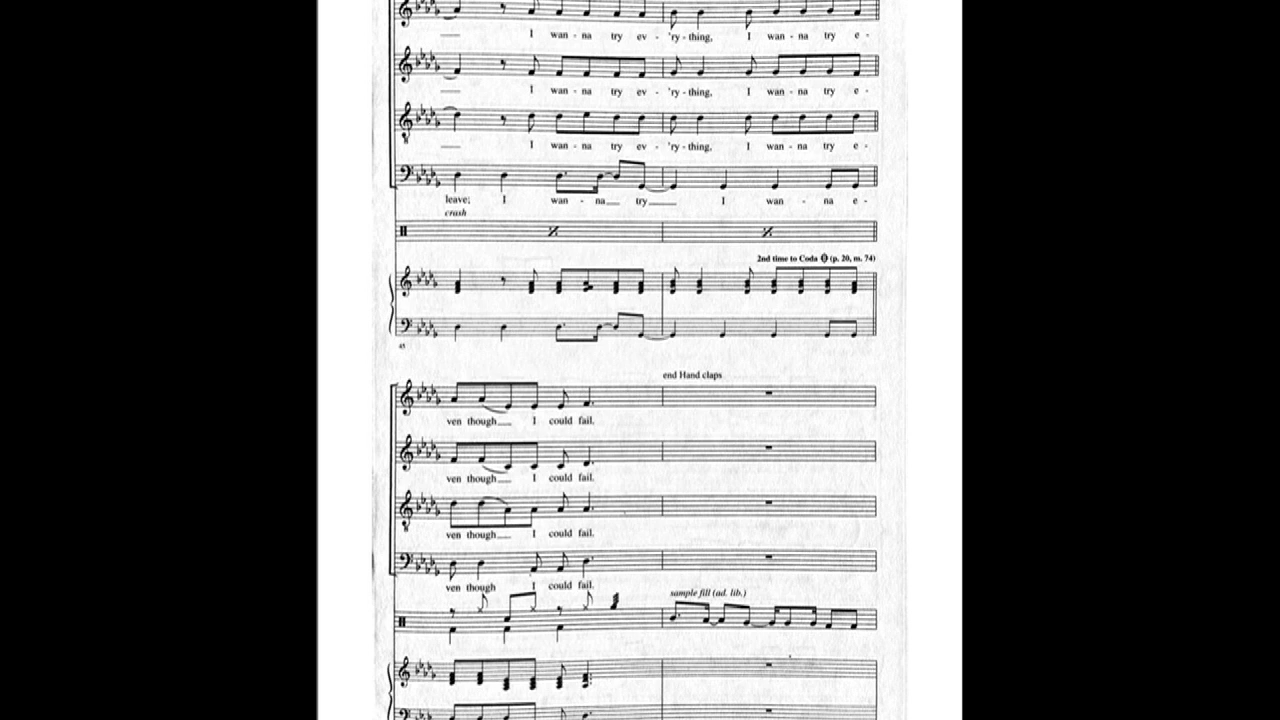 I wan - na try ev - 'ry - thing, I wan - na try e -
I wan - na try ev - 'ry - thing, I wan - na try e -
I wan - na try ev - 'ry - thing, I wan - na try e -
leave; I wan - na try I wan - na e -
crash
2nd time to Coda (p. 20, m. 74)
45
end Hand claps
ven though I could fail.
ven though I could fail.
8
ven though I could fail.
ven though I could fail.
sample fill (ad. lib.)